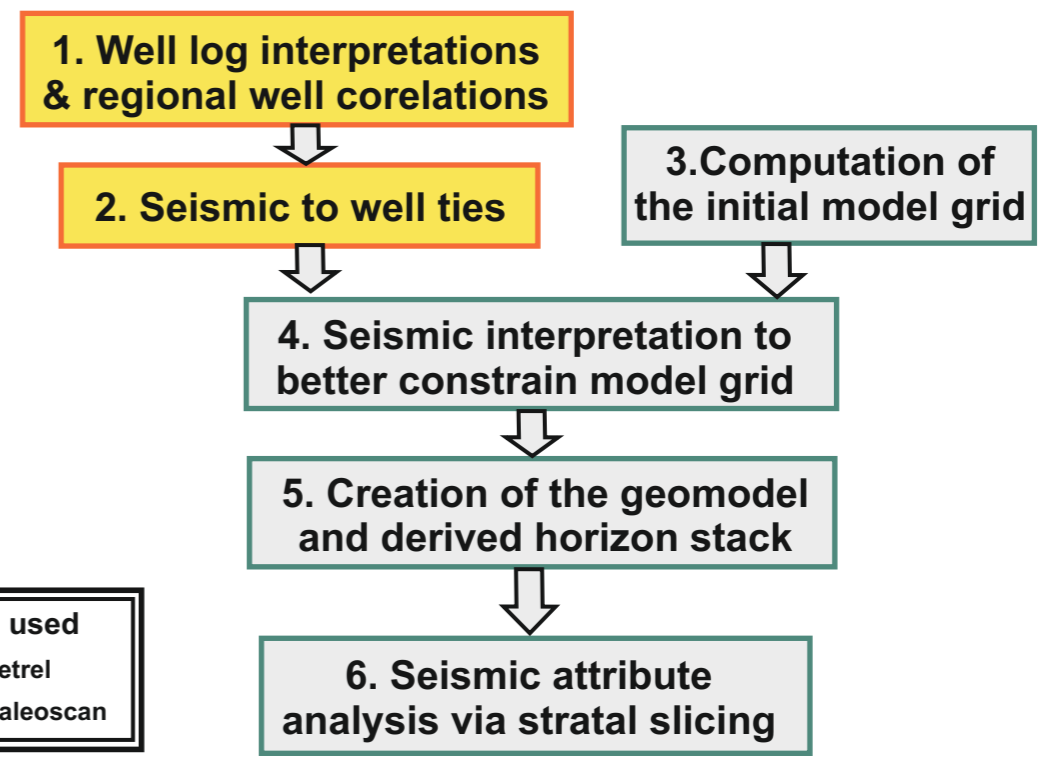 1. Well log interpretations
& regional well corelations
2. Seismic to well ties
3.Computation of
the initial model grid
4. Seismic interpretation to
better constrain model grid
5. Creation of the geomodel
and derived horizon stack
6. Seismic attribute
analysis via stratal slicing
used
etrel
aleoscan